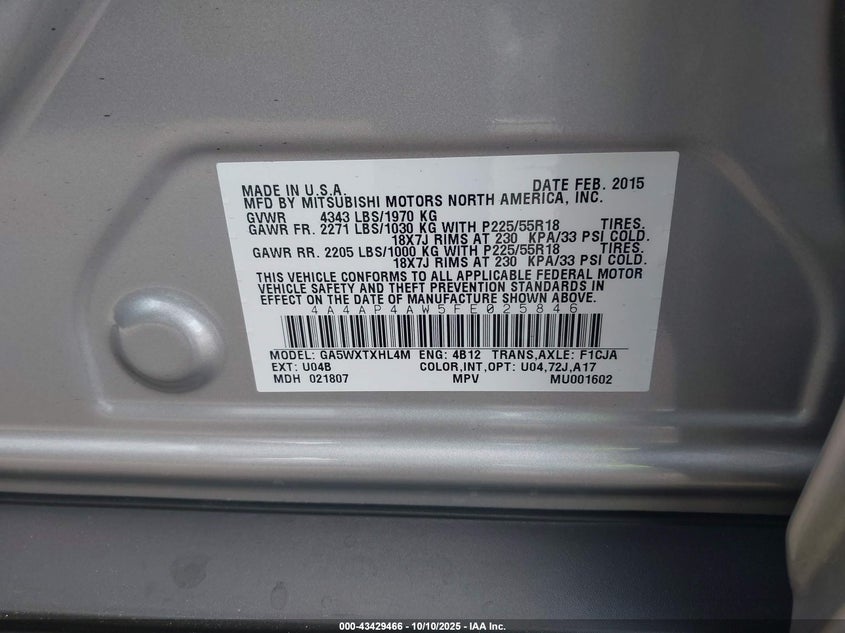 MADE IN U.S.A. DATE FEB. 2015
MFD BY MITSUBISHI MOTORS NORTH AMERICA, INC.
GVWR 4343 LBS/1970 KG
GAWR FR. 2271 LBS/1030 KG WITH P225/55R18 TIRES.
18X7J RIMS AT 230 KPA/33 PSI COLD.
GAWR RR. 2205 LBS/1000 KG WITH P225/55R18 TIRES.
18X7J RIMS AT 230 KPA/33 PSI COLD.
THIS VEHICLE CONFORMS TO ALL APPLICABLE FEDERAL MOTOR
VEHICLE SAFETY AND THEFT PREVENTION STANDARDS IN
EFFECT ON THE DATE OF MANUFACTURE SHOWN ABOVE.
4A4AP4AW5FE025846
MODEL: GA5WXTXHL4M ENG: 4B12 TRANS,AXLE: F1CJA
EXT: U04B COLOR,INT,OPT: U04,72J,A17
MDH 021807 MPV MU001602
000-43429466 - 10/10/2025 - IAA Inc.